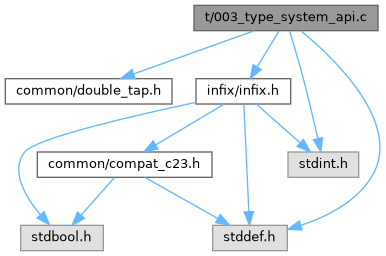 t/003_type_system_api.c
common/double_tap.h
infix/infix.h
common/compat_c23.h
stdint.h
stdbool.h
stddef.h